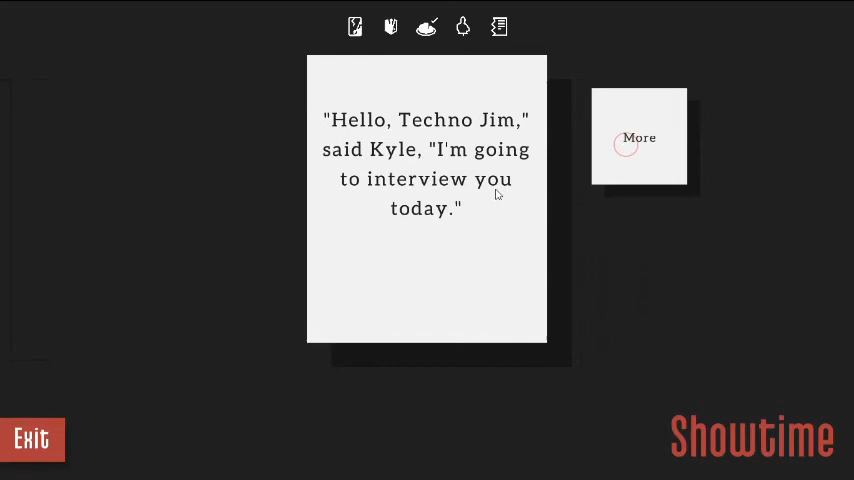 "Hello, Techno Jim,"
said Kyle, "I'm going
to interview you
today."
More
Exit
Showtime